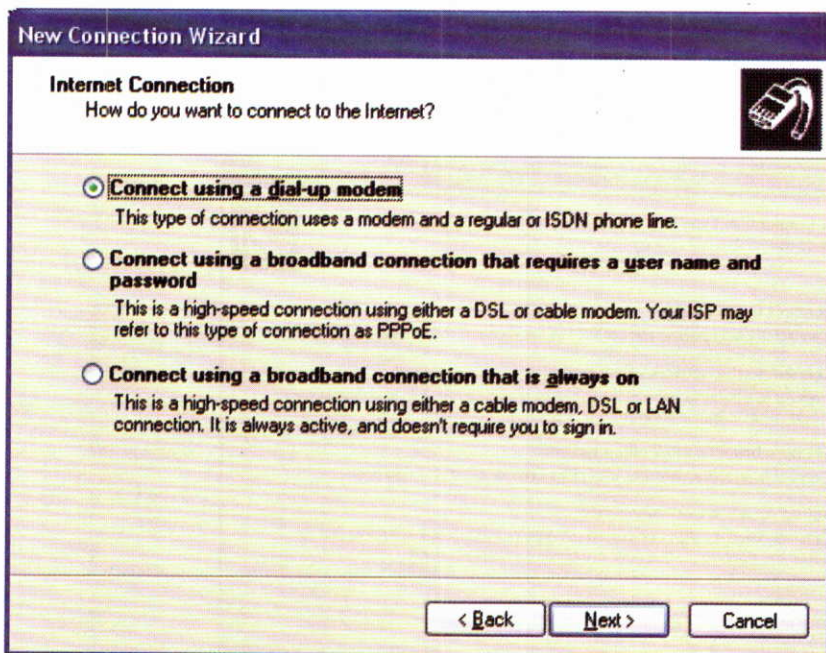 New Connection Wizard
Internet Connection
How do you want to connect to the Internet?
Connect using a dial-up modem
This type of connection uses a modem and a regular or ISDN phone line.
Connect using a broadband connection that requires a user name and
password
This is a high-speed connection using either a DSL or cable modem. Your ISP may
refer to this type of connection as PPPoE.
Connect using a broadband connection that is always on
This is a high-speed connection using either a cable modem, DSL or LAN
connection. It is always active, and doesn't require you to sign in.
< Back Next > Cancel